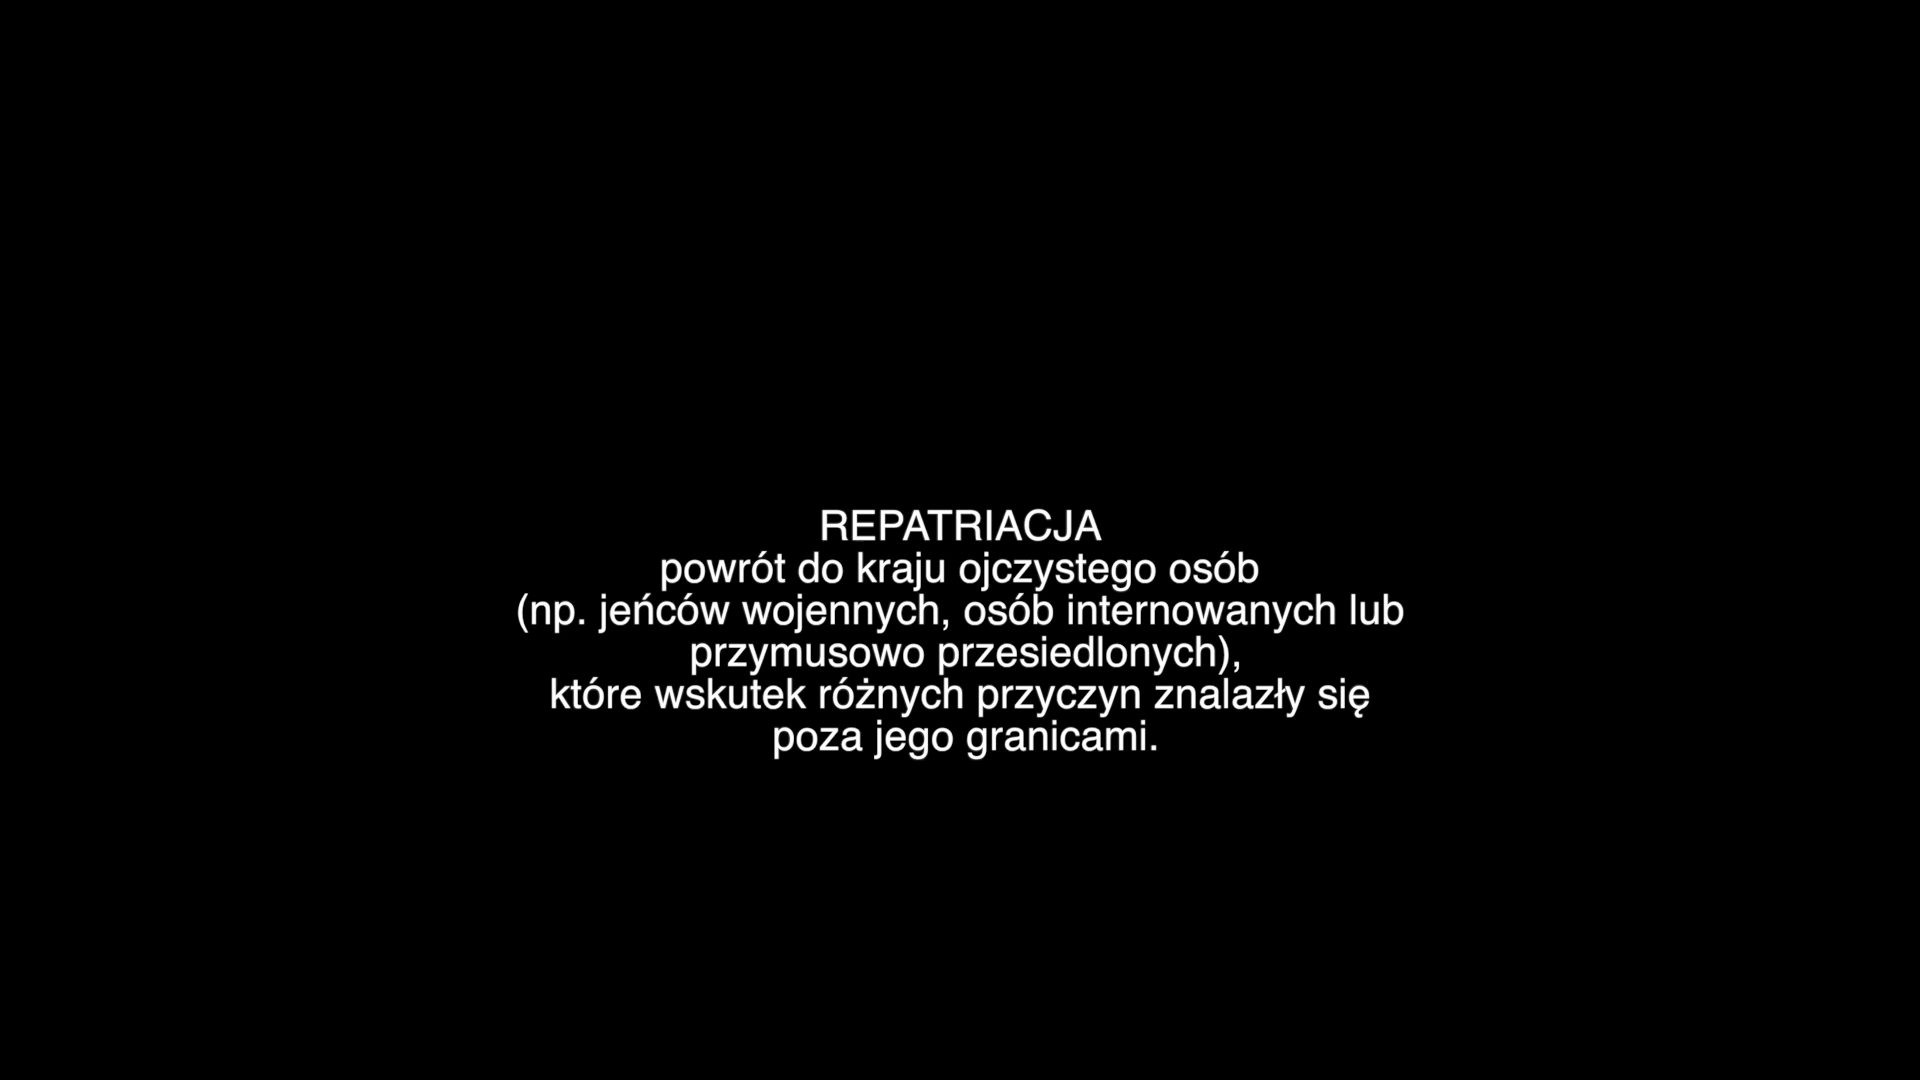 REPATRIACJA
powrót do kraju ojczystego osób
(np. jeńców wojennych, osób internowanych lub
przymusowo przesiedlonych),
które wskutek różnych przyczyn znalazły się
poza jego granicami.